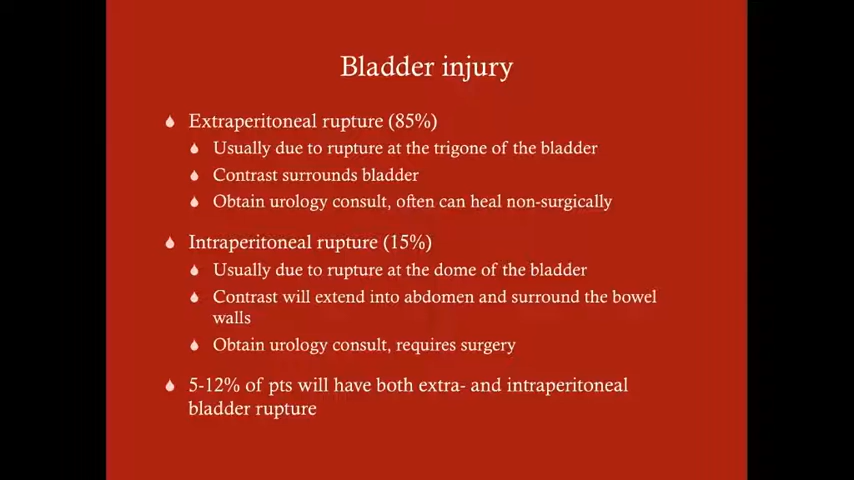 Bladder injury
Extraperitoneal rupture (85%)
Usually due to rupture at the trigone of the bladder
Contrast surrounds bladder
Obtain urology consult, often can heal non-surgically
Intraperitoneal rupture (15%)
Usually due to rupture at the dome of the bladder
Contrast will extend into abdomen and surround the bowel
walls
Obtain urology consult, requires surgery
5-12% of pts will have both extra- and intraperitoneal
bladder rupture